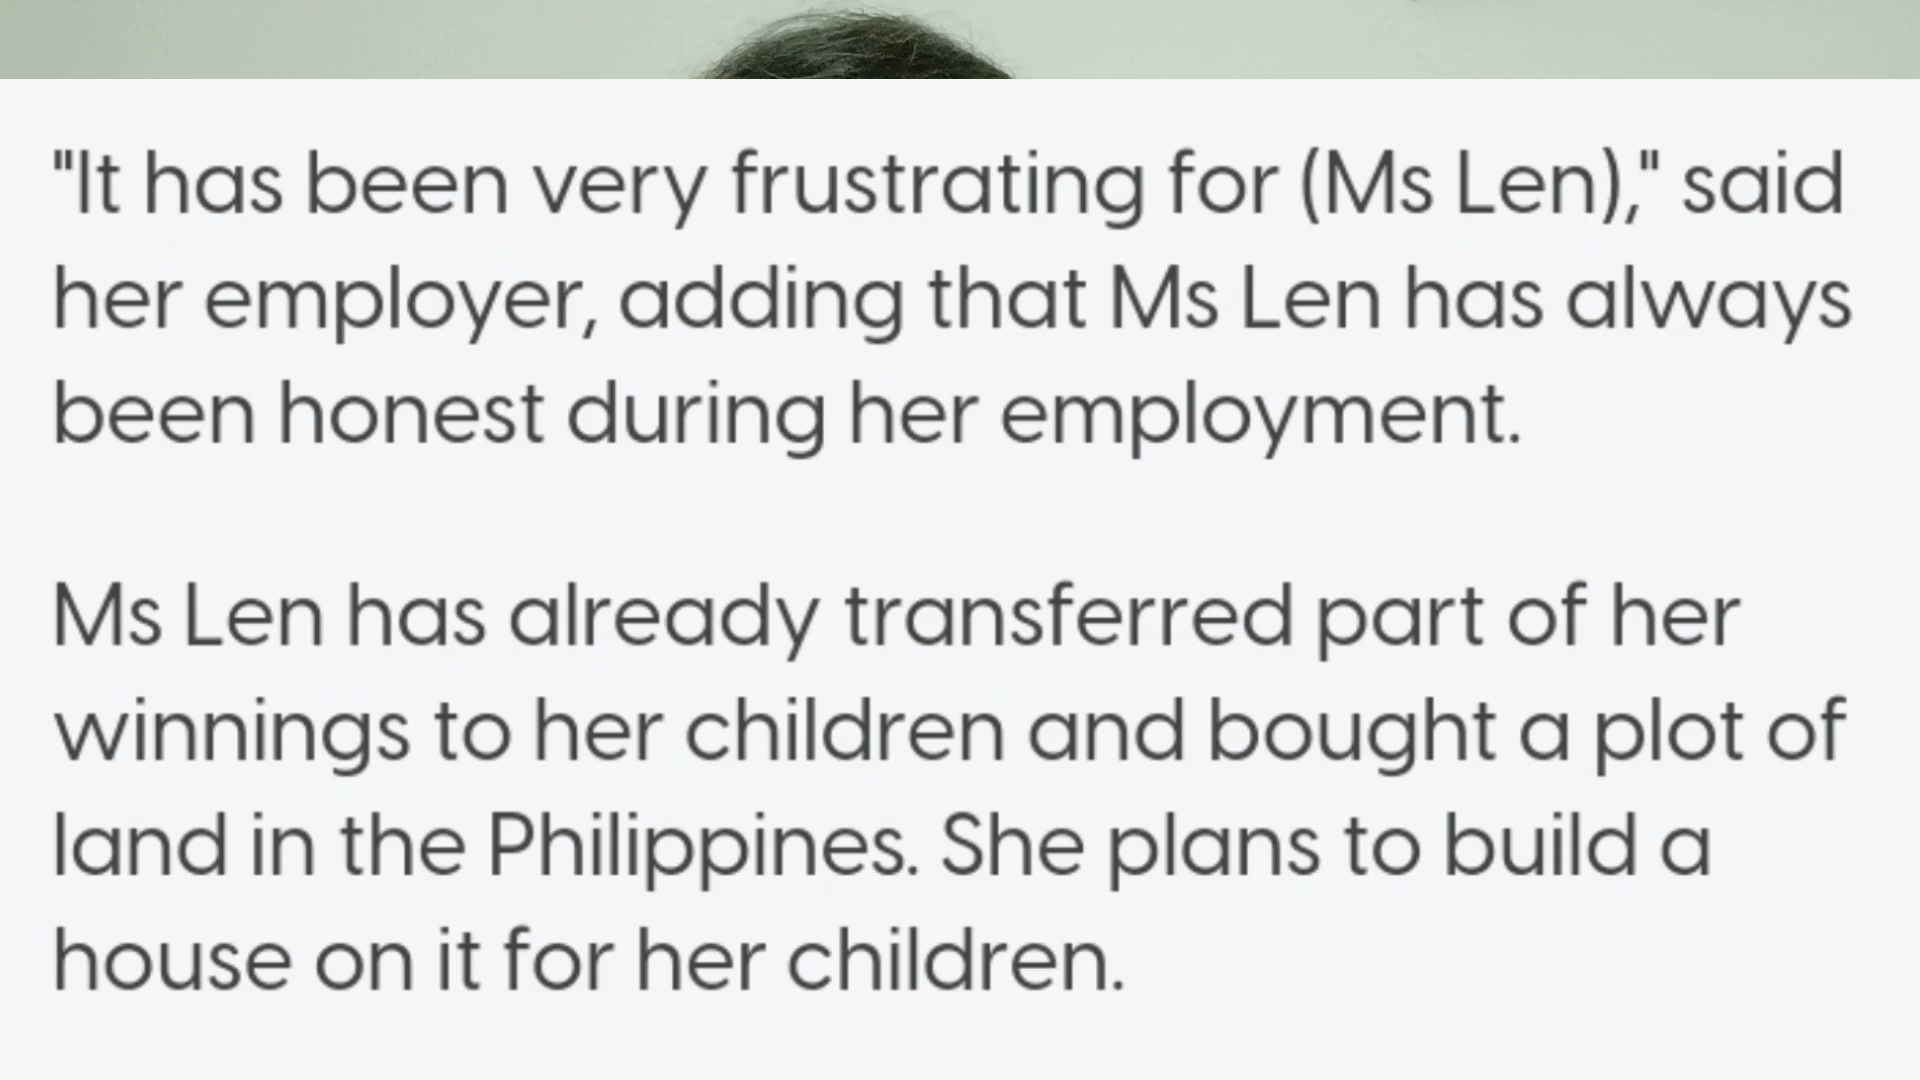 "It has been very frustrating for (Ms Len)," said
her employer, adding that Ms Len has always
been honest during her employment.
Ms Len has already transferred part of her
winnings to her children and bought a plot of
land in the Philippines. She plans to build a
house on it for her children.